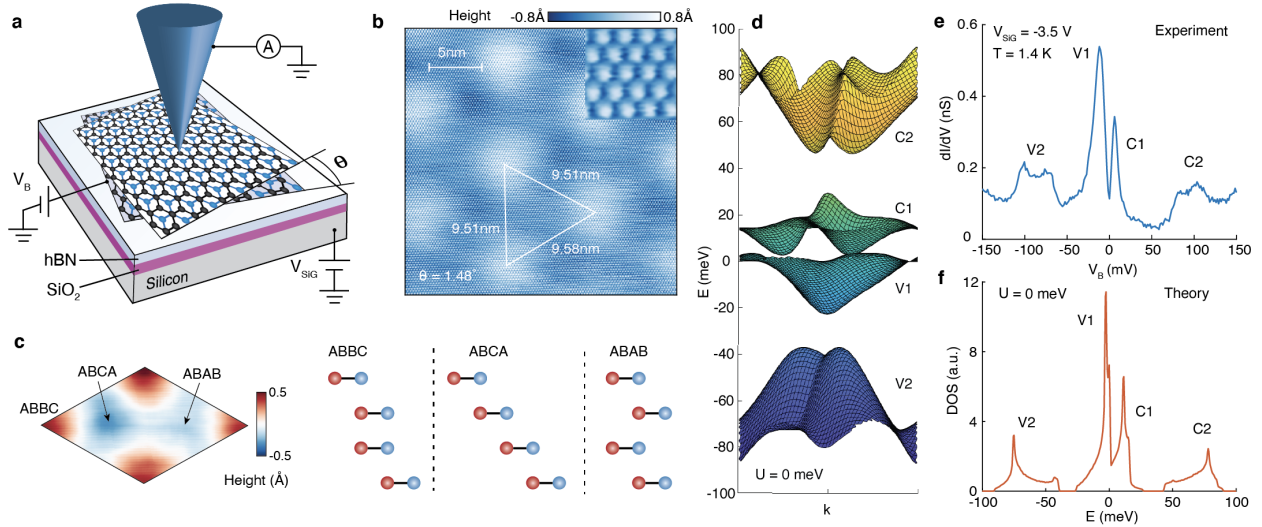 a
A
θ
V_B
hBN
SiO₂
Silicon
V_SiG
b
Height -0.8Å 0.8Å
5nm
9.51nm
9.51nm
9.58nm
θ = 1.48°
c
ABCA
ABAB
ABBC
0.5
-0.5
Height (Å)
ABBC
ABCA
ABAB
d
100
80
60
40
20
0
-20
-40
-60
-80
-100
E (meV)
C2
C1
V1
V2
U = 0 meV
k
e
V_SiG = -3.5 V
T = 1.4 K
Experiment
V1
C1
V2
C2
0.6
0.4
0.2
0
dI/dV (nS)
-150 -100 -50 0 50 100 150
V_B (mV)
f
U = 0 meV
Theory
V1
C1
V2
C2
12
8
4
0
DOS (a.u.)
-100 -50 0 50 100
E (meV)